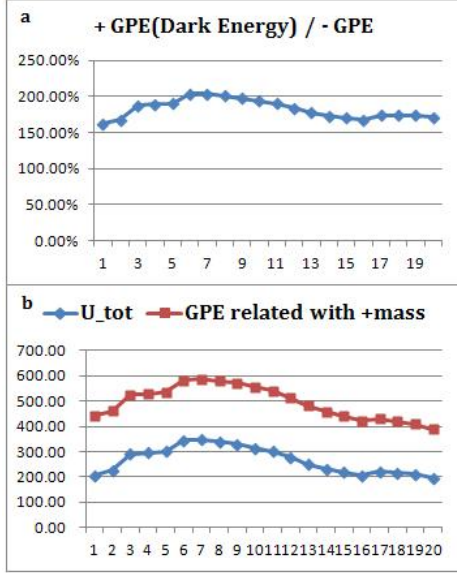 a
+ GPE(Dark Energy) / - GPE
250.00%
200.00%
150.00%
100.00%
50.00%
0.00%
1 3 5 7 9 11 13 15 17 19
b
U_tot GPE related with +mass
700.00
600.00
500.00
400.00
300.00
200.00
100.00
0.00
1 2 3 4 5 6 7 8 9 1011121314151617181920